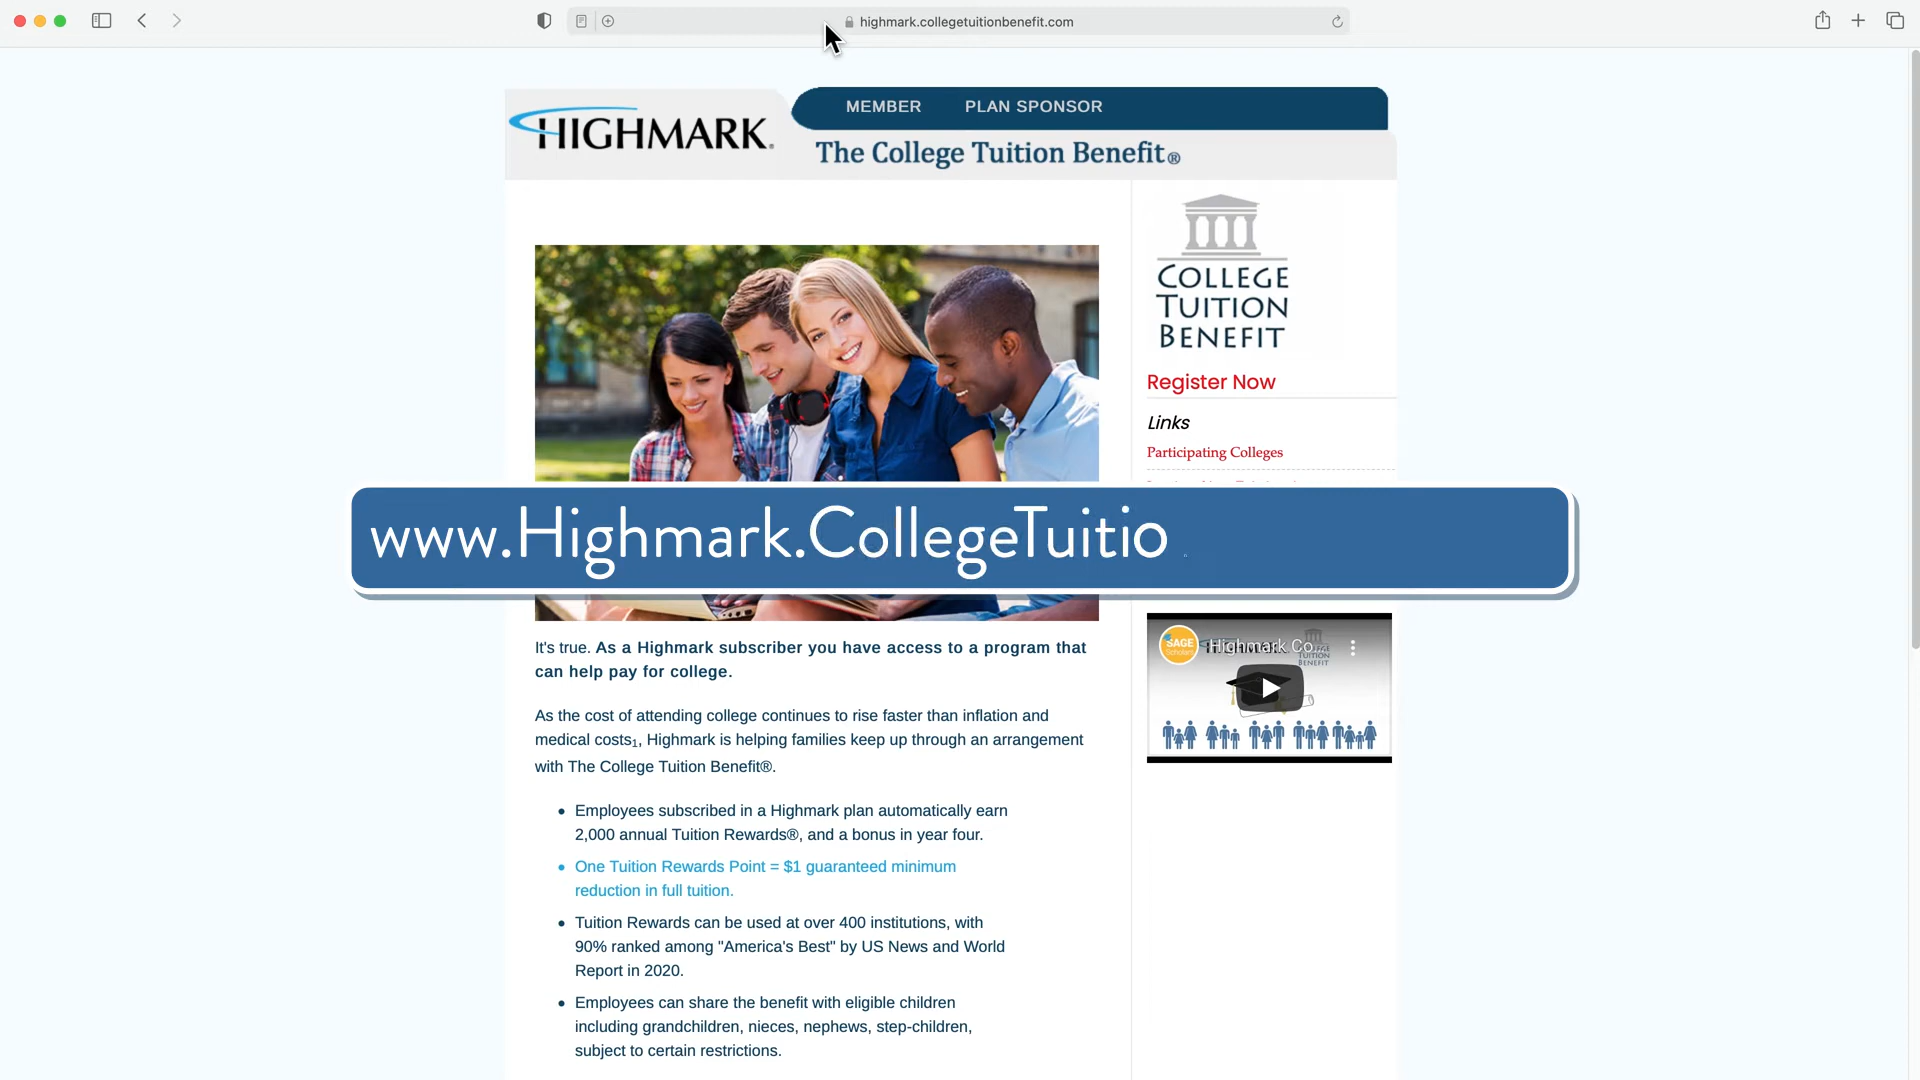 highmark.collegetuitionbenefit.com
MEMBER PLAN SPONSOR
HIGHMARK®
The College Tuition Benefit®
COLLEGE
TUITION
BENEFIT
Register Now
Links
Participating Colleges
www.Highmark.CollegeTuitio
SAGE
Scholars
Highmark Co...
COLLEGE
TUITION
BENEFIT
It's true. As a Highmark subscriber you have access to a program that
can help pay for college.
As the cost of attending college continues to rise faster than inflation and
medical costs1, Highmark is helping families keep up through an arrangement
with The College Tuition Benefit®.
• Employees subscribed in a Highmark plan automatically earn
2,000 annual Tuition Rewards®, and a bonus in year four.
• One Tuition Rewards Point = $1 guaranteed minimum
reduction in full tuition.
• Tuition Rewards can be used at over 400 institutions, with
90% ranked among "America's Best" by US News and World
Report in 2020.
• Employees can share the benefit with eligible children
including grandchildren, nieces, nephews, step-children,
subject to certain restrictions.